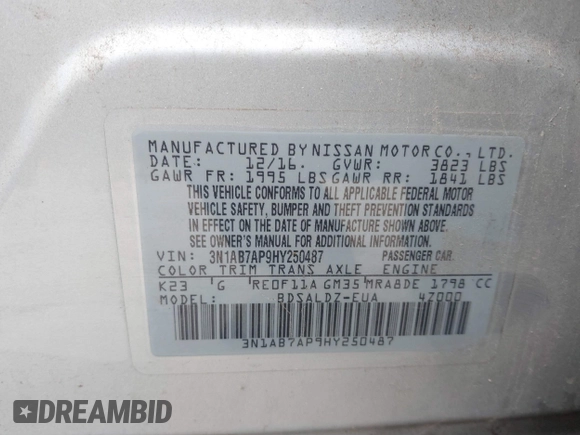 MANUFACTURED BY NISSAN MOTOR CO., LTD.
DATE: 12/16. GVWR: 3823 LBS
GAWR FR: 1995 LBS GAWR RR: 1841 LBS
THIS VEHICLE CONFORMS TO ALL APPLICABLE FEDERAL MOTOR
VEHICLE SAFETY, BUMPER AND THEFT PREVENTION STANDARDS
IN EFFECT ON THE DATE OF MANUFACTURE SHOWN ABOVE.
SEE OWNER'S MANUAL FOR ADDITIONAL INFORMATION.
VIN: 3N1AB7AP9HY250487 PASSENGER CAR.
COLOR TRIM TRANS AXLE ENGINE
K23 G RE0F11A GM35 MRA8DE 1798 CC
MODEL: BDSALDZ-EUA 4Z000
3N1AB7AP9HY250487
DREAMBID